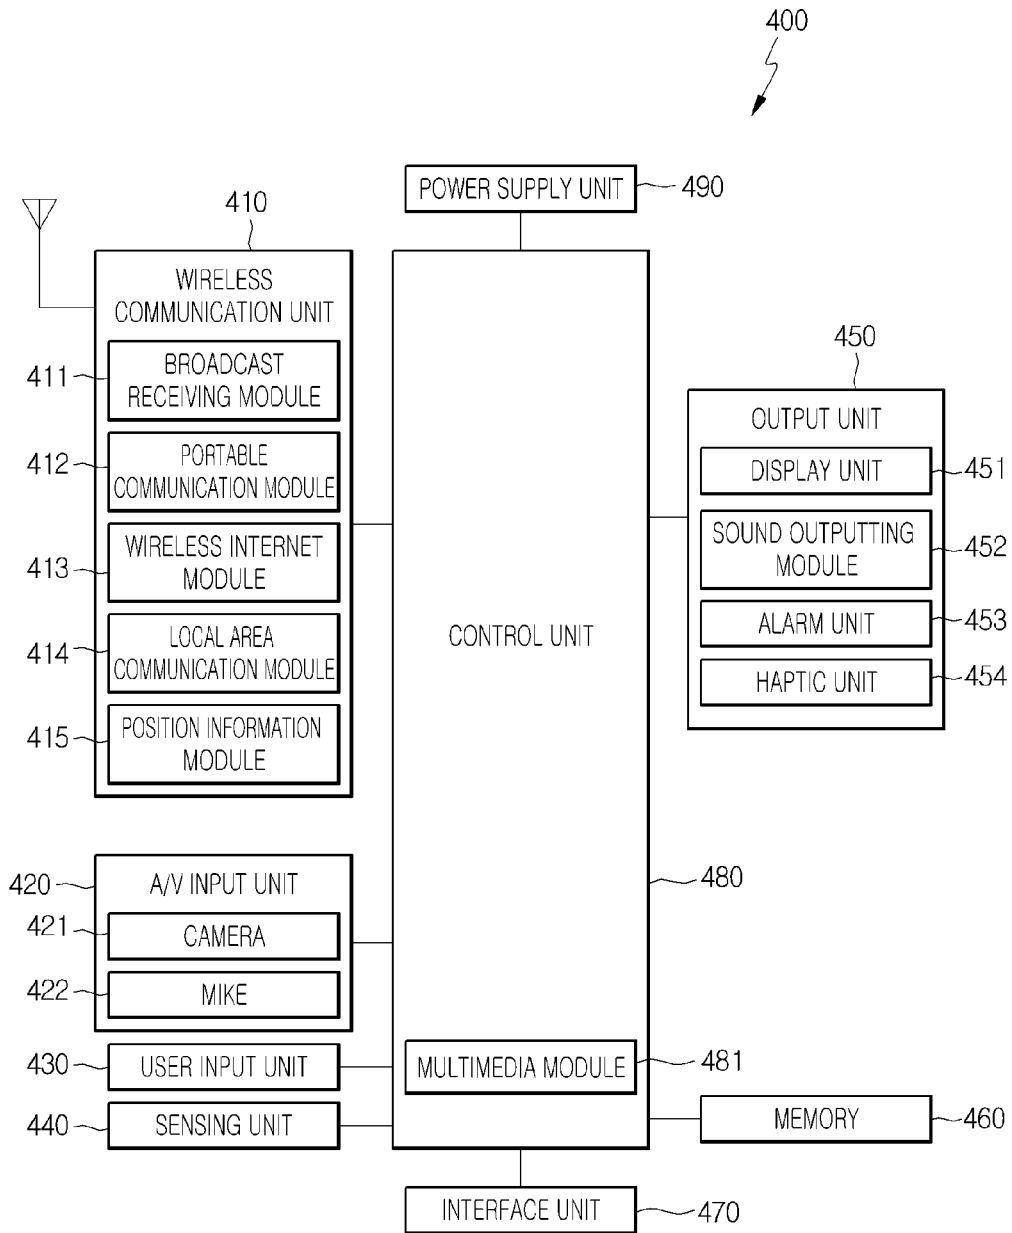 400
POWER SUPPLY UNIT
490
410
WIRELESS
COMMUNICATION UNIT
411
BROADCAST
RECEIVING MODULE
412
PORTABLE
COMMUNICATION MODULE
413
WIRELESS INTERNET
MODULE
414
LOCAL AREA
COMMUNICATION MODULE
415
POSITION INFORMATION
MODULE
420
A/V INPUT UNIT
421
CAMERA
422
MIKE
430
USER INPUT UNIT
440
SENSING UNIT
CONTROL UNIT
480
MULTIMEDIA MODULE
481
450
OUTPUT UNIT
DISPLAY UNIT
451
SOUND OUTPUTTING
MODULE
452
ALARM UNIT
453
HAPTIC UNIT
454
MEMORY
460
INTERFACE UNIT
470